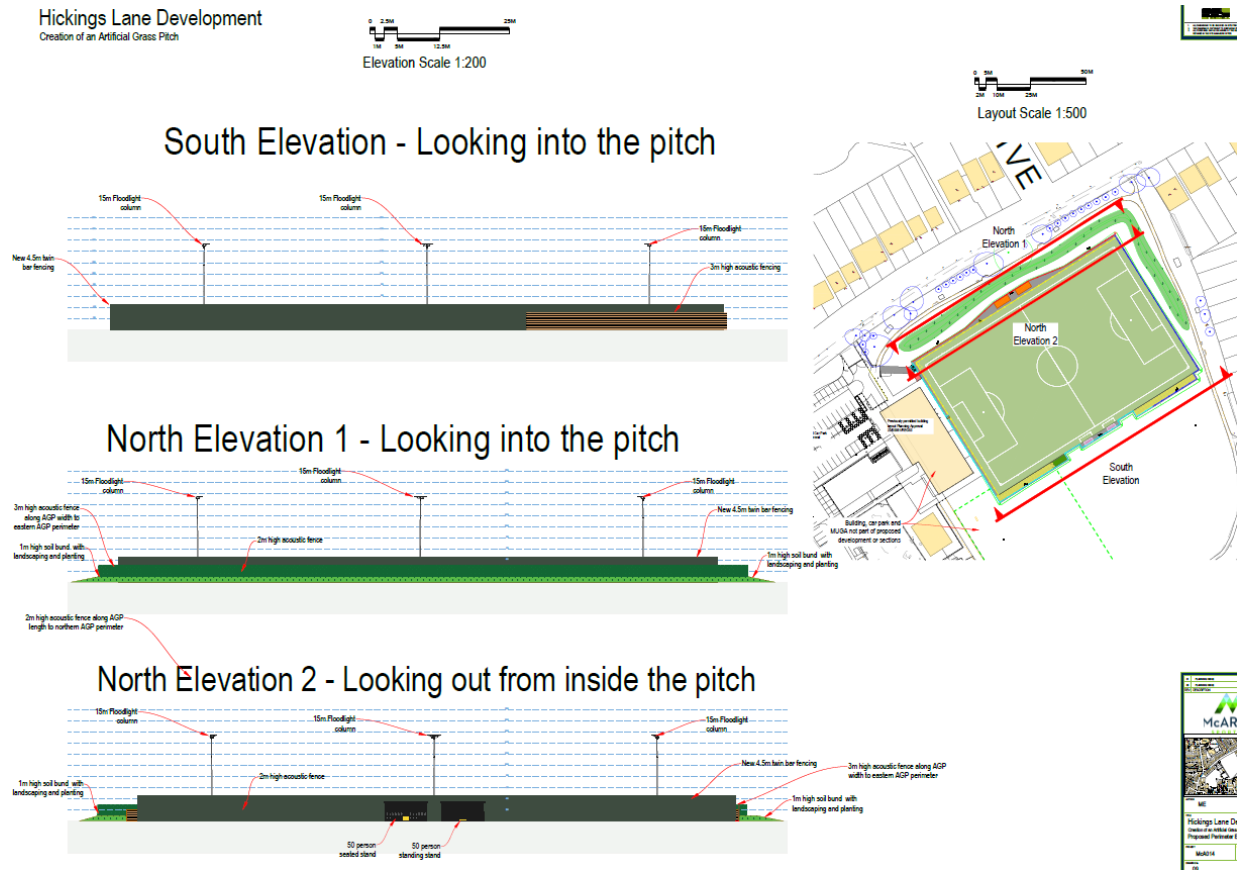 Hickings Lane Development
Creation of an Artificial Grass Pitch
0 2.5M 25M
1M 5M 12.5M
Elevation Scale 1:200
0 5M 50M
2M 10M 25M
Layout Scale 1:500
South Elevation - Looking into the pitch
15m Floodlight
column
15m Floodlight
column
15m Floodlight
column
New 4.5m twin
bar fencing
3m high acoustic fencing
North Elevation 1 - Looking into the pitch
15m Floodlight
column
15m Floodlight
column
15m Floodlight
column
3m high acoustic fence
along AGP width to
eastern AGP perimeter
New 4.5m twin bar fencing
2m high acoustic fence
1m high soil bund with
landscaping and planting
1m high soil bund with
landscaping and planting
2m high acoustic fence along AGP
length to northern AGP perimeter
North Elevation 2 - Looking out from inside the pitch
15m Floodlight
column
15m Floodlight
column
15m Floodlight
column
New 4.5m twin bar fencing
3m high acoustic fence along AGP
width to eastern AGP perimeter
2m high acoustic fence
1m high soil bund with
landscaping and planting
1m high soil bund with
landscaping and planting
50 person
seated stand
50 person
standing stand
IVE
North
Elevation 1
North
Elevation 2
South
Elevation
Building, car park and
MUGA not part of proposed
development or sections
McAR
ME
Hickings Lane De
Proposed Perimeter E
McA014